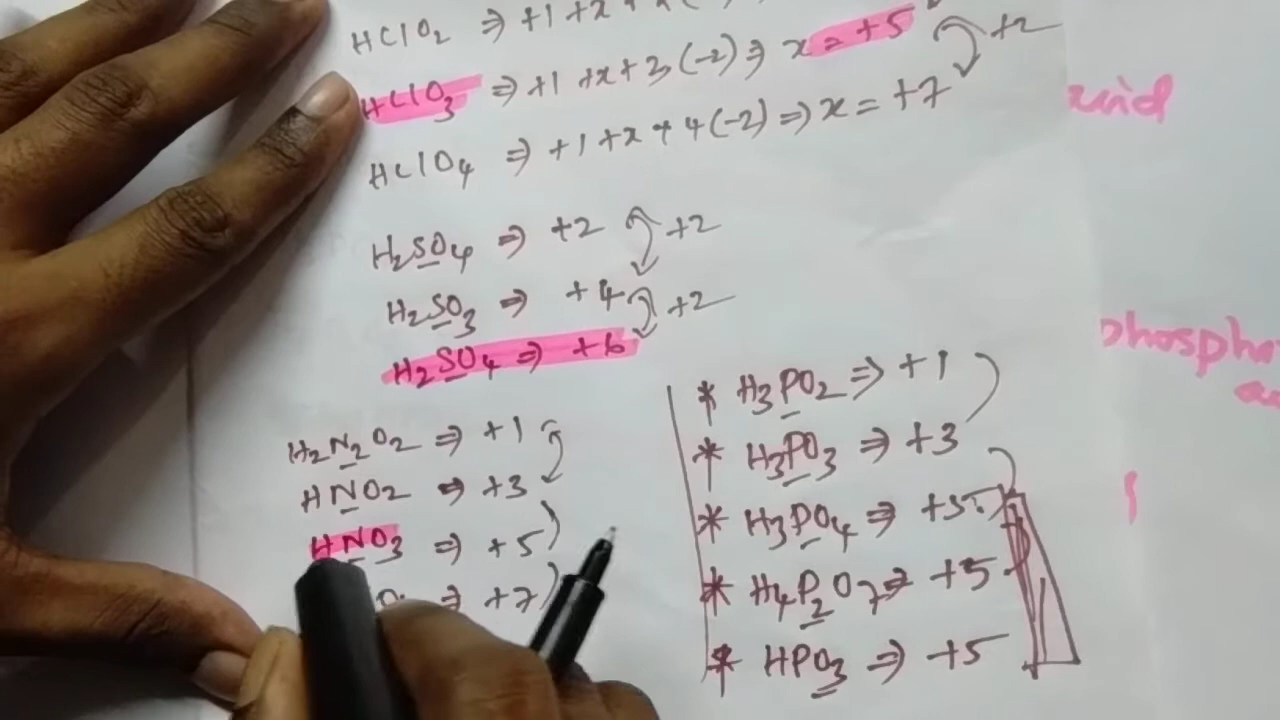 HClO2 ⇒ +1 + x +
HClO3 ⇒ +1 + x + 3(-2) ⇒ x = +5 +2
HClO4 ⇒ +1 + x + 4(-2) ⇒ x = +7
acid
H2SO4 ⇒ +2 +2
H2SO3 ⇒ +4 +2
H2SO4 ⇒ +6
H2N2O2 ⇒ +1
HNO2 ⇒ +3
HNO3 ⇒ +5
⇒ +7
* H3PO2 ⇒ +1
* H3PO3 ⇒ +3
* H3PO4 ⇒ +5
* H4P2O7 ⇒ +5
* HPO3 ⇒ +5